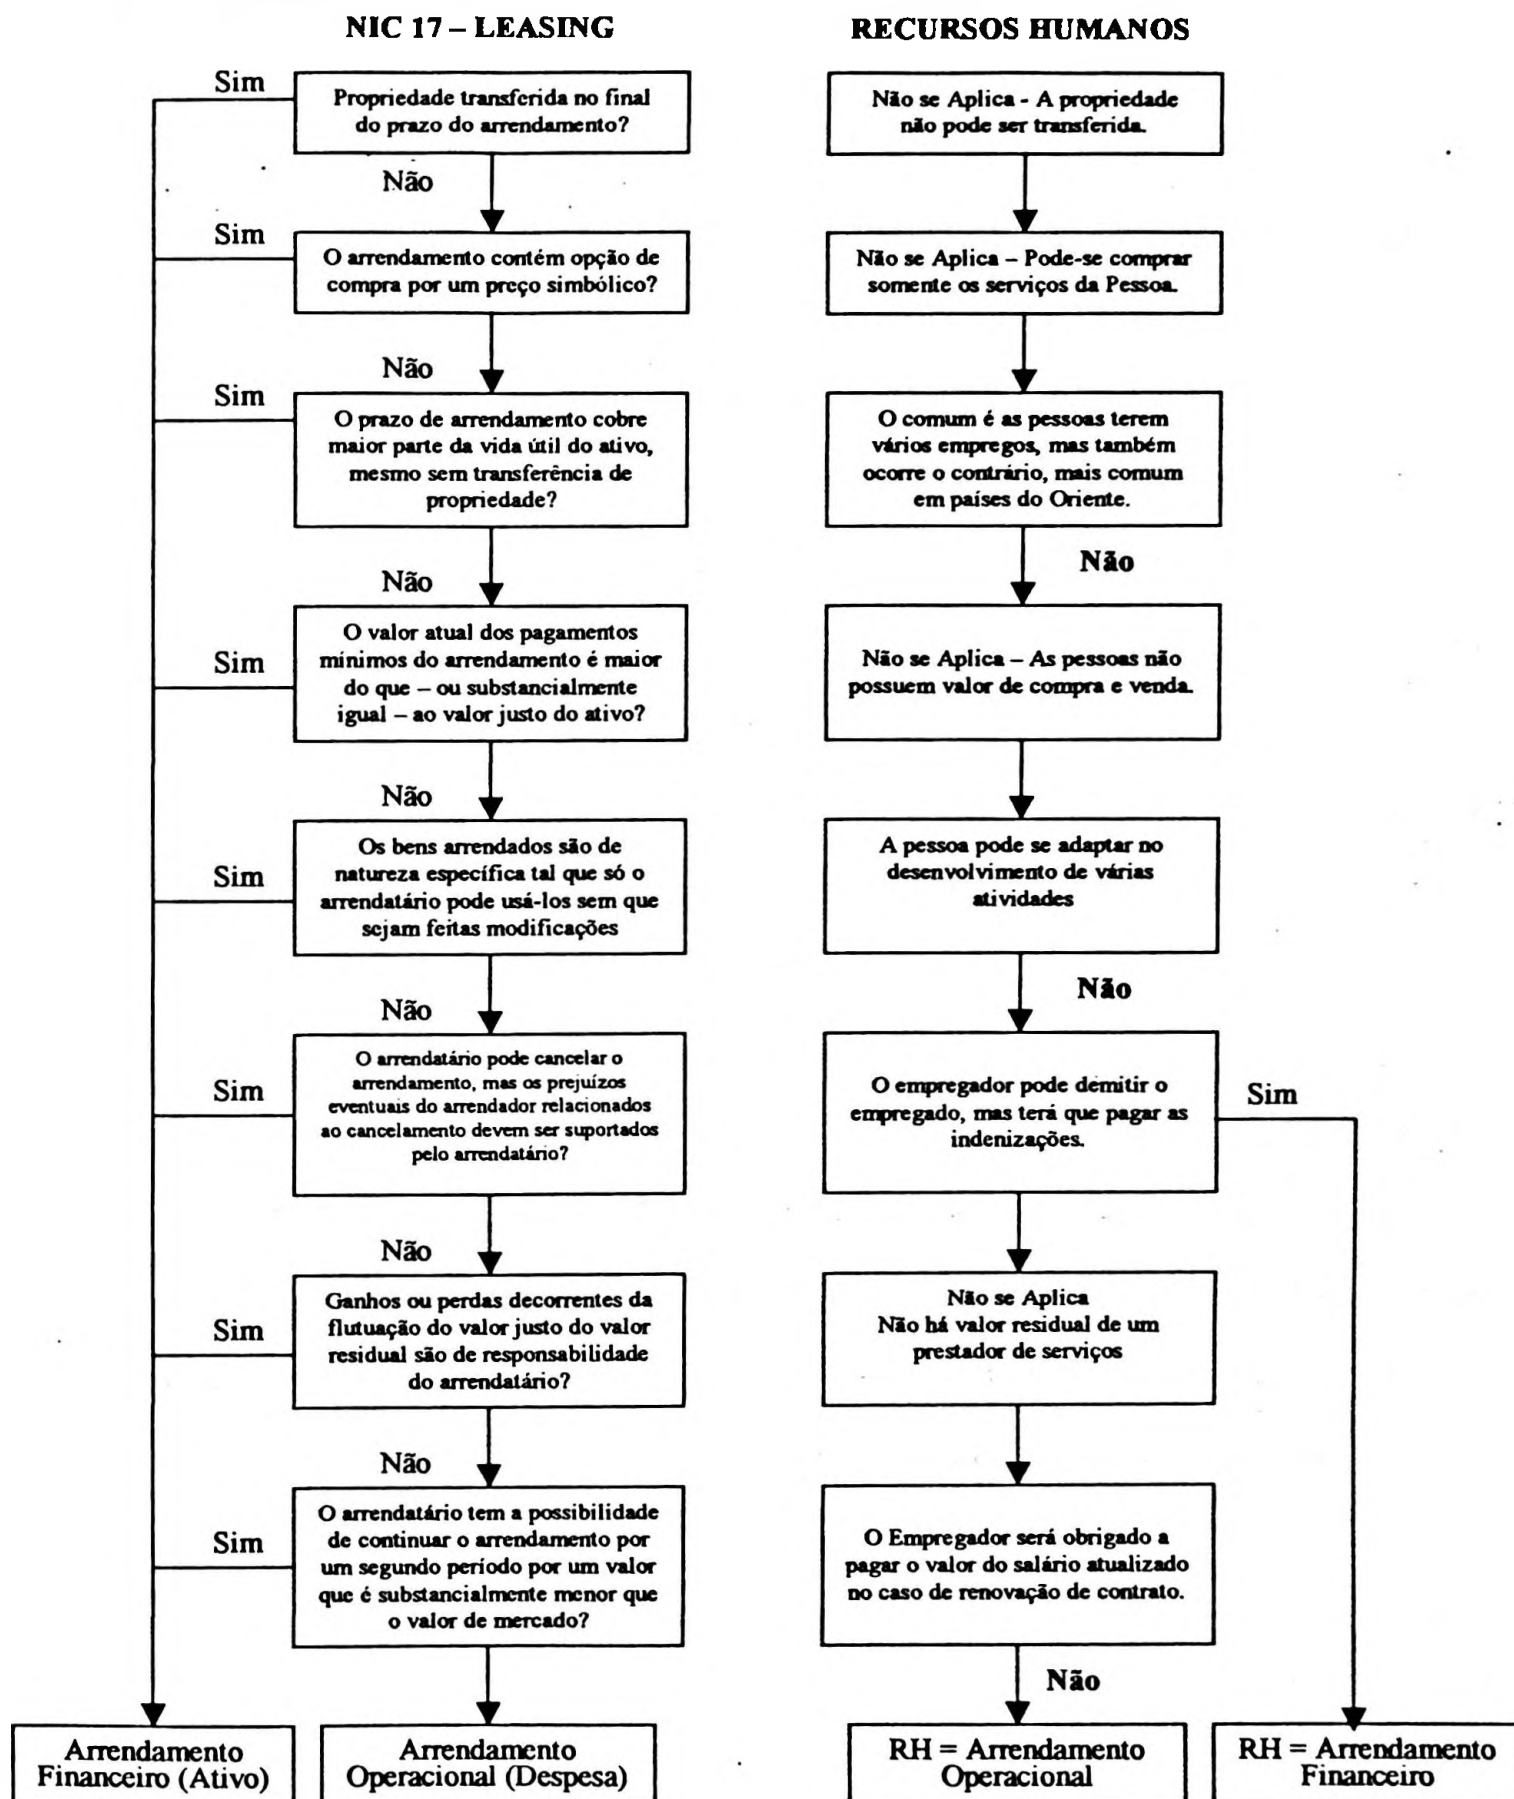 NIC 17 – LEASING
Sim
Propriedade transferida no final
do prazo do arrendamento?
Não
Sim
O arrendamento contém opção de
compra por um preço simbólico?
Não
Sim
O prazo de arrendamento cobre
maior parte da vida útil do ativo,
mesmo sem transferência de
propriedade?
Não
Sim
O valor atual dos pagamentos
mínimos do arrendamento é maior
do que – ou substancialmente
igual – ao valor justo do ativo?
Não
Sim
Os bens arrendados são de
natureza específica tal que só o
arrendatário pode usá-los sem que
sejam feitas modificações
Não
Sim
O arrendatário pode cancelar o
arrendamento, mas os prejuízos
eventuais do arrendador relacionados
ao cancelamento devem ser suportados
pelo arrendatário?
Não
Sim
Ganhos ou perdas decorrentes da
flutuação do valor justo do valor
residual são de responsabilidade
do arrendatário?
Não
Sim
O arrendatário tem a possibilidade
de continuar o arrendamento por
um segundo período por um valor
que é substancialmente menor que
o valor de mercado?
Arrendamento
Financeiro (Ativo)
Arrendamento
Operacional (Despesa)
RECURSOS HUMANOS
Não se Aplica - A propriedade
não pode ser transferida.
Não se Aplica – Pode-se comprar
somente os serviços da Pessoa.
O comum é as pessoas terem
vários empregos, mas também
ocorre o contrário, mais comum
em países do Oriente.
Não
Não se Aplica – As pessoas não
possuem valor de compra e venda.
A pessoa pode se adaptar no
desenvolvimento de várias
atividades
Não
O empregador pode demitir o
empregado, mas terá que pagar as
indenizações.
Sim
Não se Aplica
Não há valor residual de um
prestador de serviços
O Empregador será obrigado a
pagar o valor do salário atualizado
no caso de renovação de contrato.
Não
RH = Arrendamento
Operacional
RH = Arrendamento
Financeiro